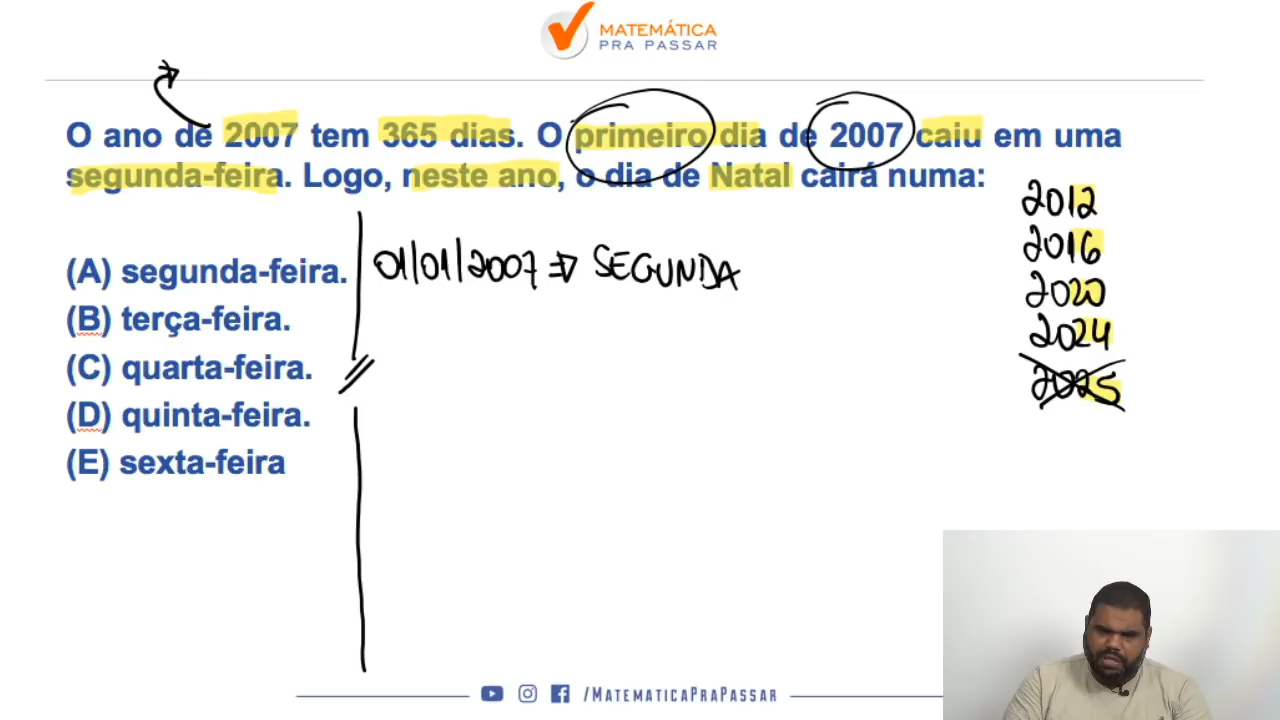 MATEMÁTICA
PRA PASSAR
O ano de 2007 tem 365 dias. O primeiro dia de 2007 caiu em uma
segunda-feira. Logo, neste ano, o dia de Natal cairá numa:
2012
2016
2020
2024
2025
(A) segunda-feira.
01/01/2007 ⇒ SEGUNDA
(B) terça-feira.
(C) quarta-feira.
(D) quinta-feira.
(E) sexta-feira
/MATEMATICAPRAPASSAR